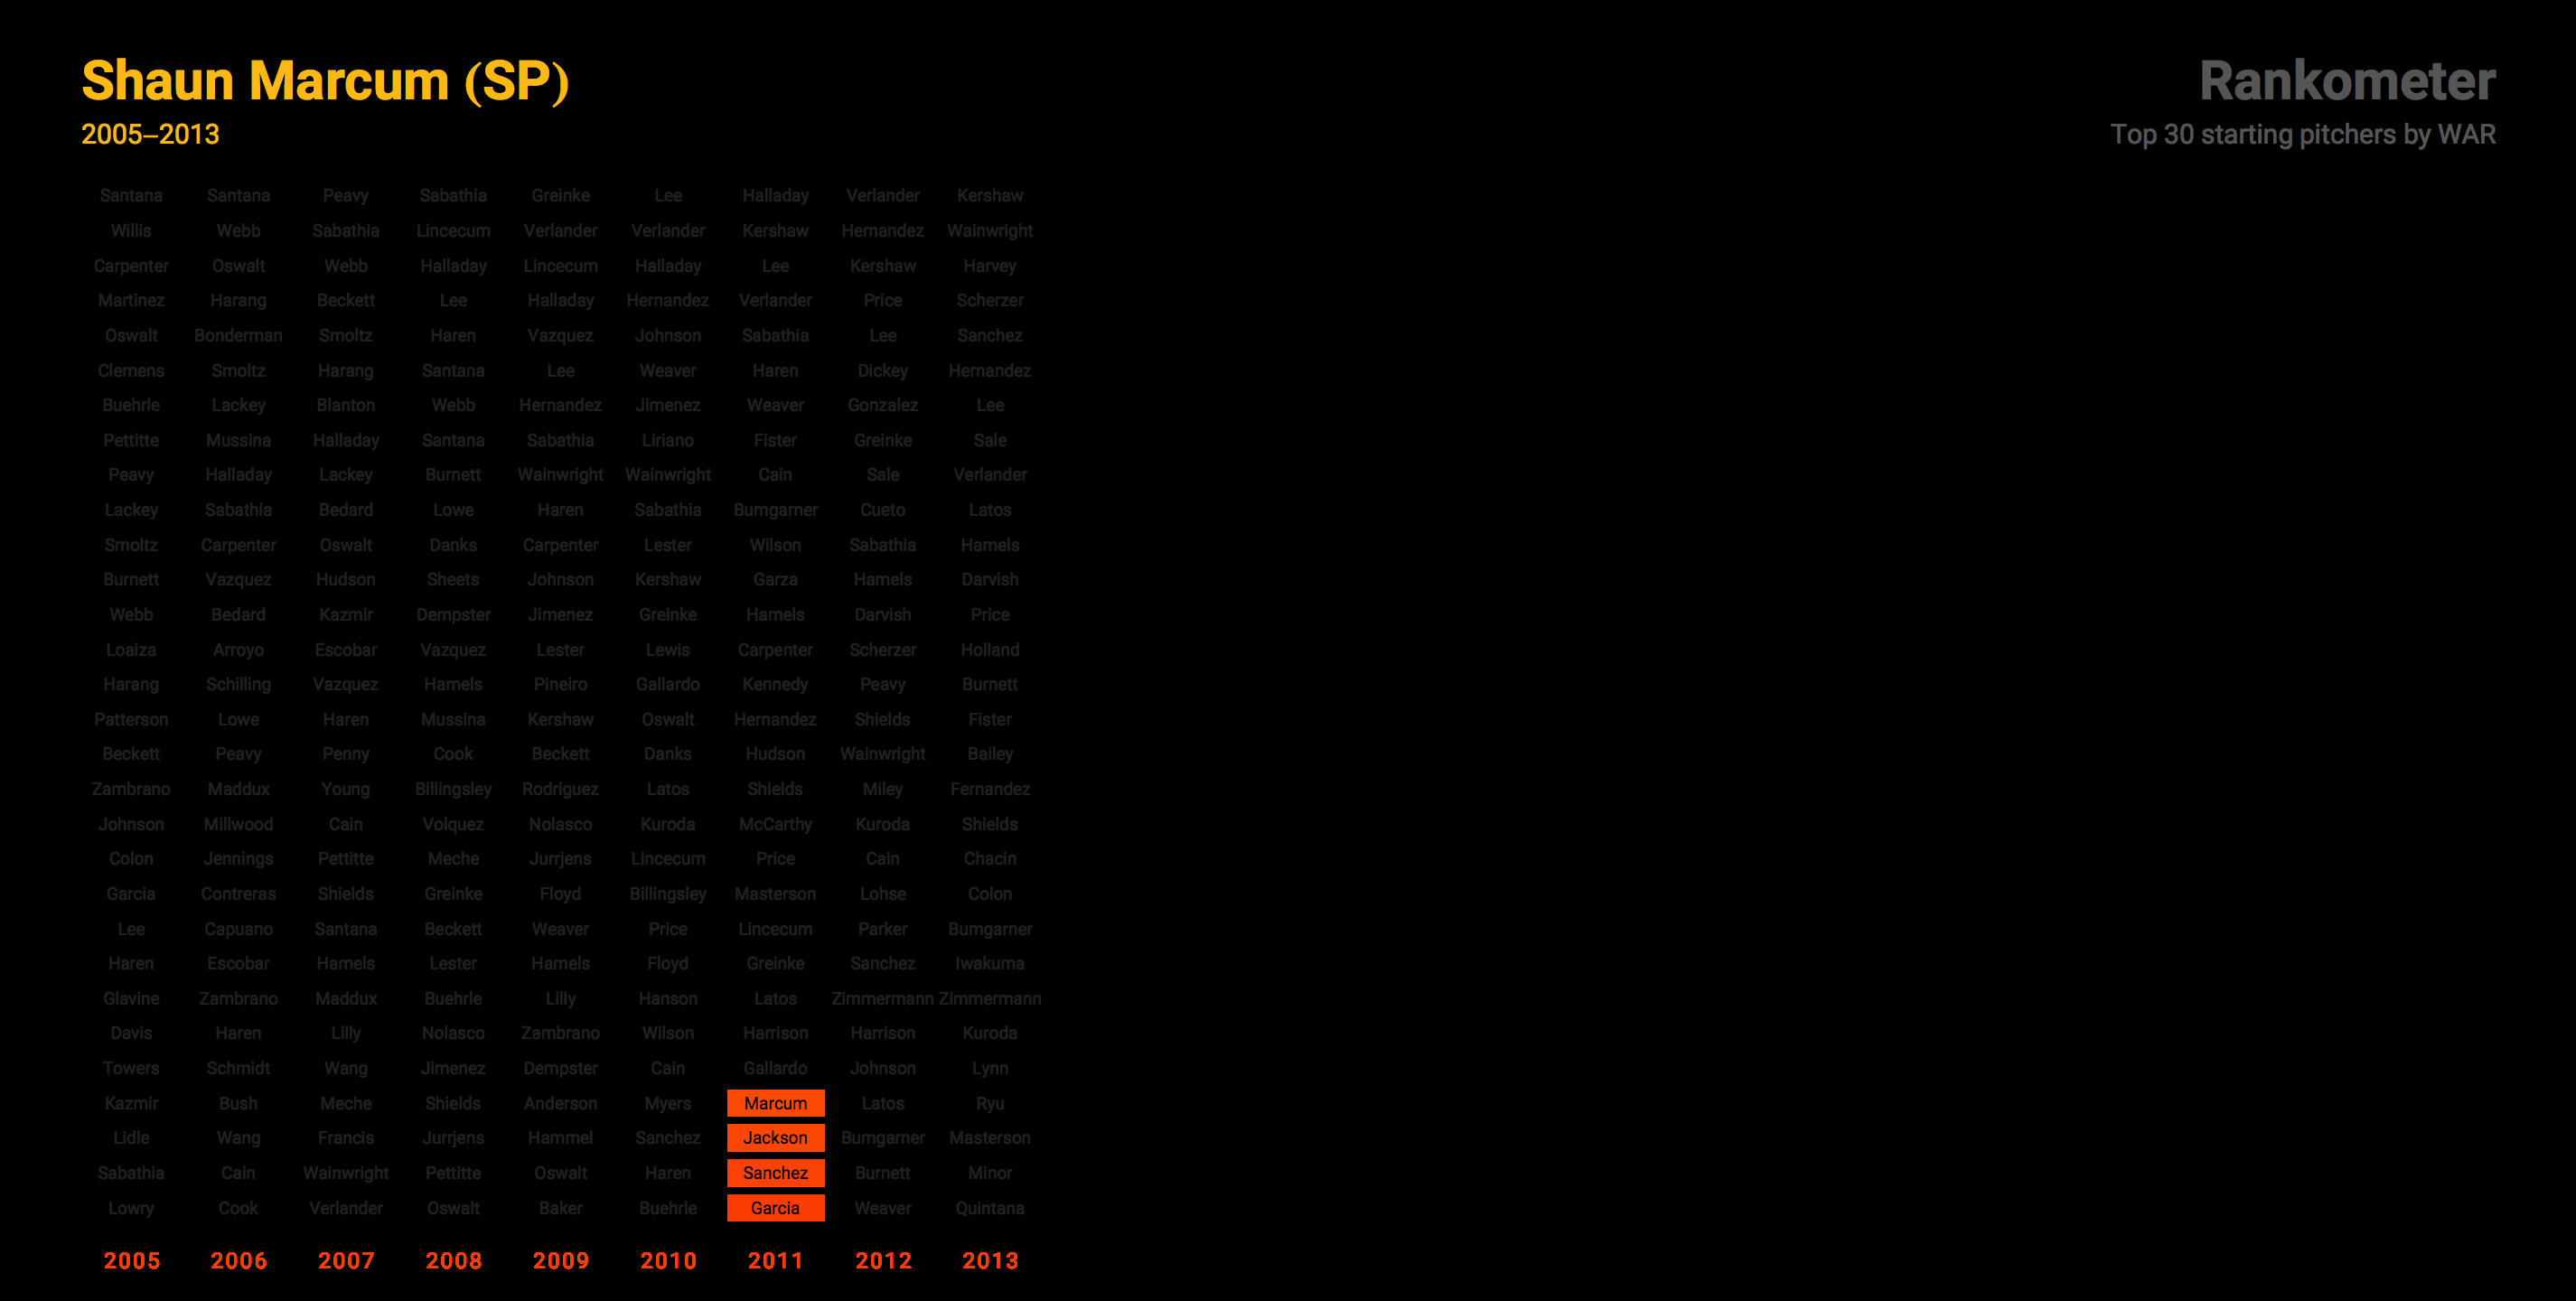 Shaun Marcum (SP)
2005–2013
Rankometer
Top 30 starting pitchers by WAR
Santana Santana Peavy Sabathia Greinke Lee Halladay Verlander Kershaw
Willis Webb Sabathia Lincecum Verlander Verlander Kershaw Hernandez Wainwright
Carpenter Oswalt Webb Halladay Lincecum Halladay Lee Kershaw Harvey
Martinez Harang Beckett Lee Halladay Hernandez Verlander Price Scherzer
Oswalt Bonderman Smoltz Haren Vazquez Johnson Sabathia Lee Sanchez
Clemens Smoltz Harang Santana Lee Weaver Haren Dickey Hernandez
Buehrle Lackey Blanton Webb Hernandez Jimenez Weaver Gonzalez Lee
Pettitte Mussina Halladay Santana Sabathia Liriano Fister Greinke Sale
Peavy Halladay Lackey Burnett Wainwright Wainwright Cain Sale Verlander
Lackey Sabathia Bedard Lowe Haren Sabathia Bumgarner Cueto Latos
Smoltz Carpenter Oswalt Danks Carpenter Lester Wilson Sabathia Hamels
Burnett Vazquez Hudson Sheets Johnson Kershaw Garza Hamels Darvish
Webb Bedard Kazmir Dempster Jimenez Greinke Hamels Darvish Price
Loaiza Arroyo Escobar Vazquez Lester Lewis Carpenter Scherzer Holland
Harang Schilling Vazquez Hamels Pineiro Gallardo Kennedy Peavy Burnett
Patterson Lowe Haren Mussina Kershaw Oswalt Hernandez Shields Fister
Beckett Peavy Penny Cook Beckett Danks Hudson Wainwright Bailey
Zambrano Maddux Young Billingsley Rodriguez Latos Shields Miley Fernandez
Johnson Millwood Cain Volquez Nolasco Kuroda McCarthy Kuroda Shields
Colon Jennings Pettitte Meche Jurrjens Lincecum Price Cain Chacin
Garcia Contreras Shields Greinke Floyd Billingsley Masterson Lohse Colon
Lee Capuano Santana Beckett Weaver Price Lincecum Parker Bumgarner
Haren Escobar Hamels Lester Hamels Floyd Greinke Sanchez Iwakuma
Glavine Zambrano Maddux Buehrle Lilly Hanson Latos Zimmermann Zimmermann
Davis Haren Lilly Nolasco Zambrano Wilson Harrison Harrison Kuroda
Towers Schmidt Wang Jimenez Dempster Cain Gallardo Johnson Lynn
Kazmir Bush Meche Shields Anderson Myers Marcum Latos Ryu
Lidle Wang Francis Jurrjens Hammel Sanchez Jackson Bumgarner Masterson
Sabathia Cain Wainwright Pettitte Oswalt Haren Sanchez Burnett Minor
Lowry Cook Verlander Oswalt Baker Buehrle Garcia Weaver Quintana
2005 2006 2007 2008 2009 2010 2011 2012 2013